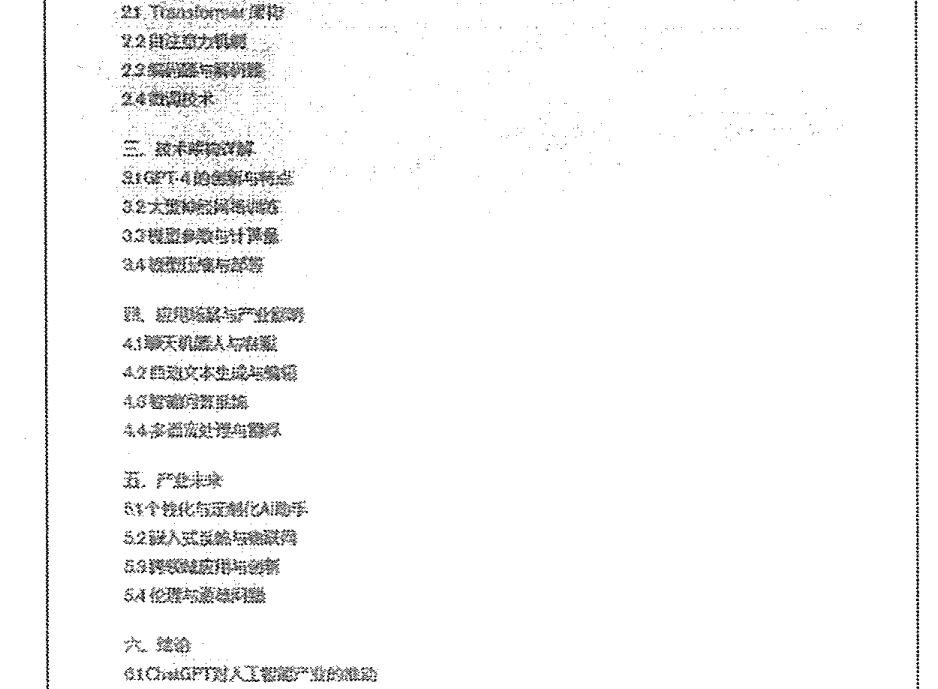 2.1 Transformer 架构
2.2 自注意力机制
2.3 编码器与解码器
2.4 微调技术
三、技术架构详解
3.1 GPT-4 的创新与特点
3.2 大型神经网络训练
3.3 模型参数与计算量
3.4 模型压缩与部署
四、应用场景与产业影响
4.1 聊天机器人与客服
4.2 自动文本生成与编辑
4.3 智能问答系统
4.4 多语言处理与翻译
五、产业未来
5.1 个性化与定制化AI助手
5.2 嵌入式系统与物联网
5.3 跨领域应用与创新
5.4 伦理与道德问题
六、结论
6.1 ChatGPT对人工智能产业的推动